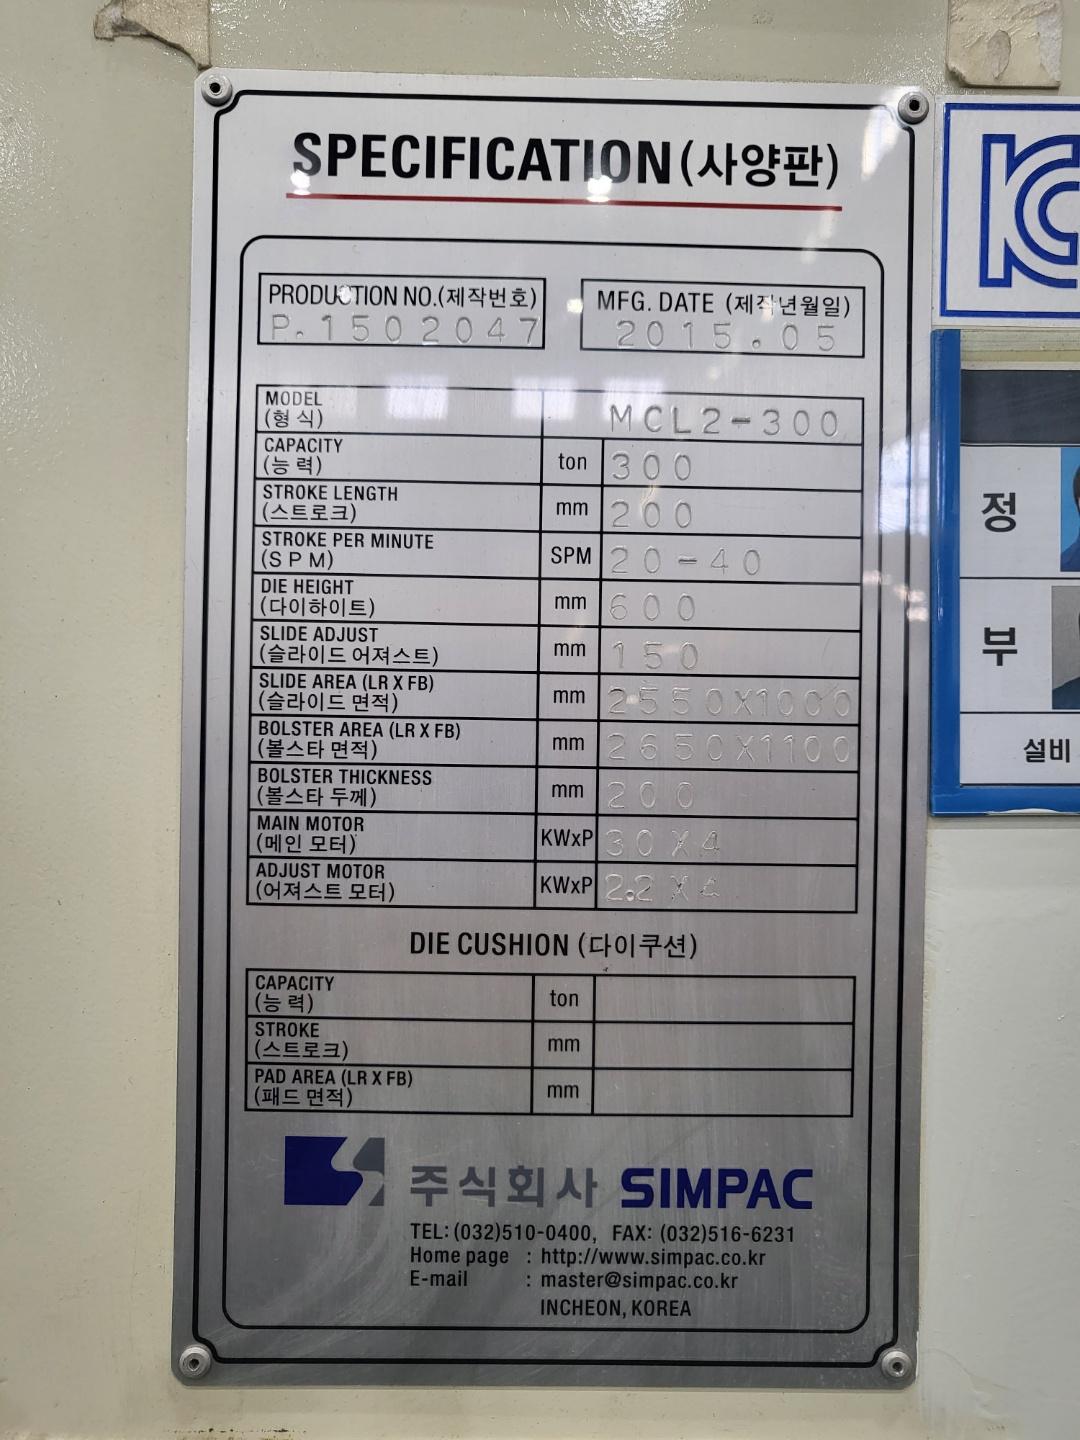 SPECIFICATION(사양판)
PRODUCTION NO.(제작번호)
P.1502047
MFG. DATE (제작년월일)
2015.05
MODEL
(형 식)
MCL2-300
CAPACITY
(능 력)
ton
300
STROKE LENGTH
(스트로크)
mm
200
STROKE PER MINUTE
(S P M)
SPM
20-40
DIE HEIGHT
(다이하이트)
mm
600
SLIDE ADJUST
(슬라이드 어져스트)
mm
150
SLIDE AREA (LR X FB)
(슬라이드 면적)
mm
2550X1000
BOLSTER AREA (LR X FB)
(볼스타 면적)
mm
2650X1100
BOLSTER THICKNESS
(볼스타 두께)
mm
200
MAIN MOTOR
(메인 모터)
KWxP
30X4
ADJUST MOTOR
(어져스트 모터)
KWxP
2.2X4
DIE CUSHION (다이쿠션)
CAPACITY
(능 력)
ton
STROKE
(스트로크)
mm
PAD AREA (LR X FB)
(패드 면적)
mm
주식회사 SIMPAC
TEL: (032)510-0400, FAX: (032)516-6231
Home page : http://www.simpac.co.kr
E-mail : master@simpac.co.kr
INCHEON, KOREA
정
부
설비